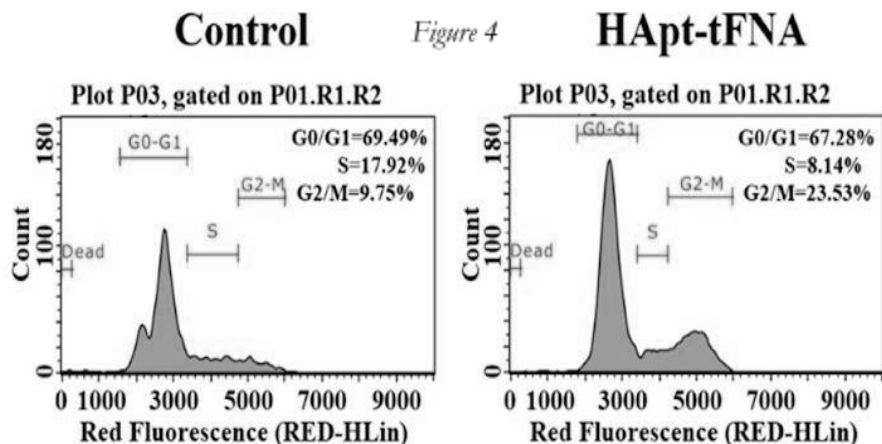 Control
Figure 4
HApt-tFNA
Plot P03, gated on P01.R1.R2
G0-G1
G0/G1=69.49%
S=17.92%
G2/M=9.75%
G2-M
S
Dead
Count
180
100
0
0 1000 3000 5000 7000 9000
Red Fluorescence (RED-HLin)
Plot P03, gated on P01.R1.R2
G0-G1
G0/G1=67.28%
S=8.14%
G2/M=23.53%
G2-M
S
Dead
Count
180
100
0
0 1000 3000 5000 7000 9000
Red Fluorescence (RED-HLin)